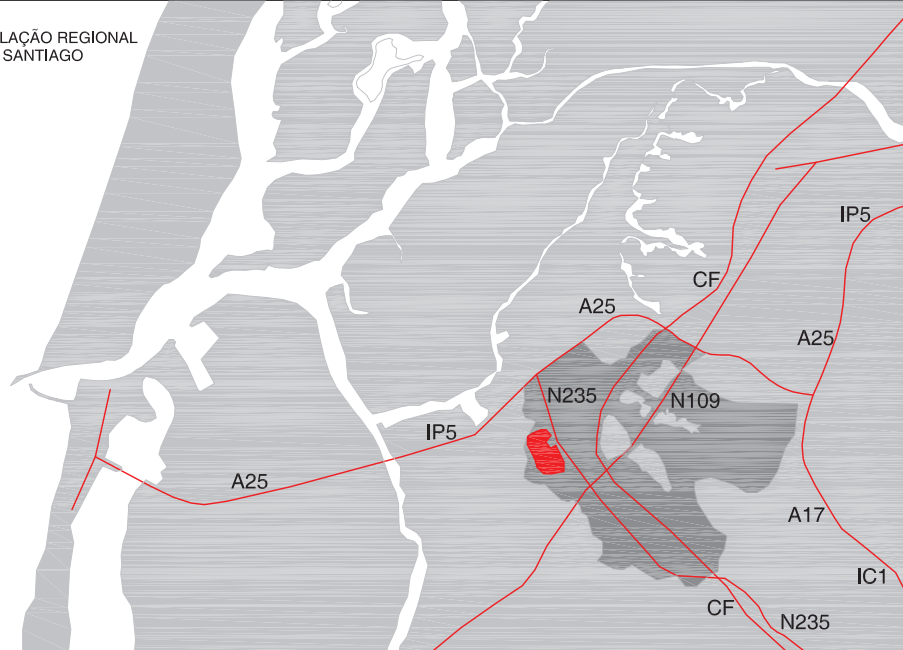 LAÇÃO REGIONAL
SANTIAGO
IP5
CF
A25
A25
N235
N109
IP5
A25
A17
IC1
CF
N235